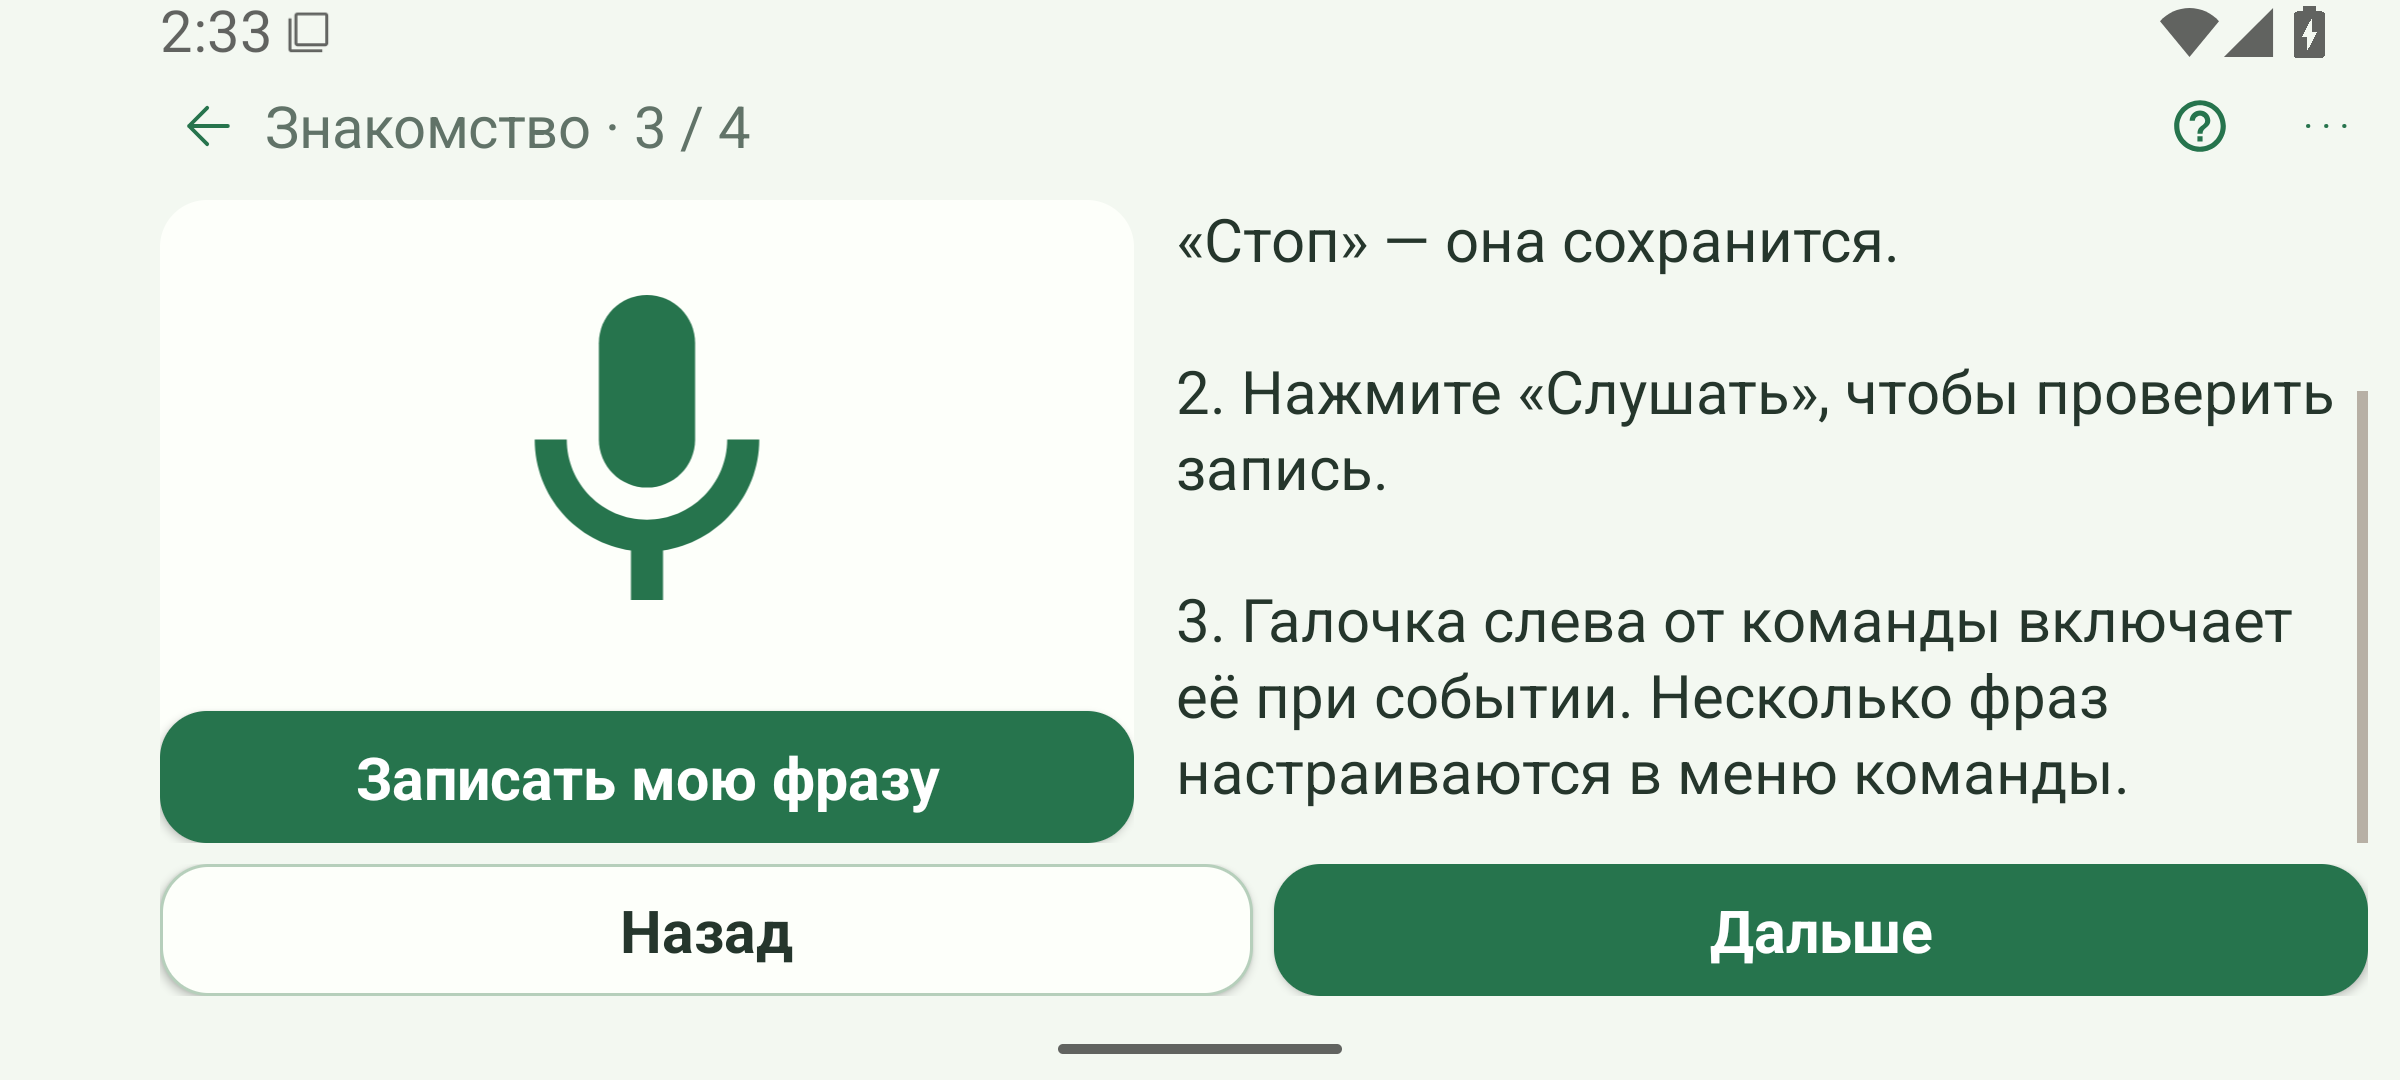 2:33
Знакомство · 3 / 4
«Стоп» — она сохранится.
2. Нажмите «Слушать», чтобы проверить
запись.
3. Галочка слева от команды включает
её при событии. Несколько фраз
настраиваются в меню команды.
Записать мою фразу
Назад
Дальше